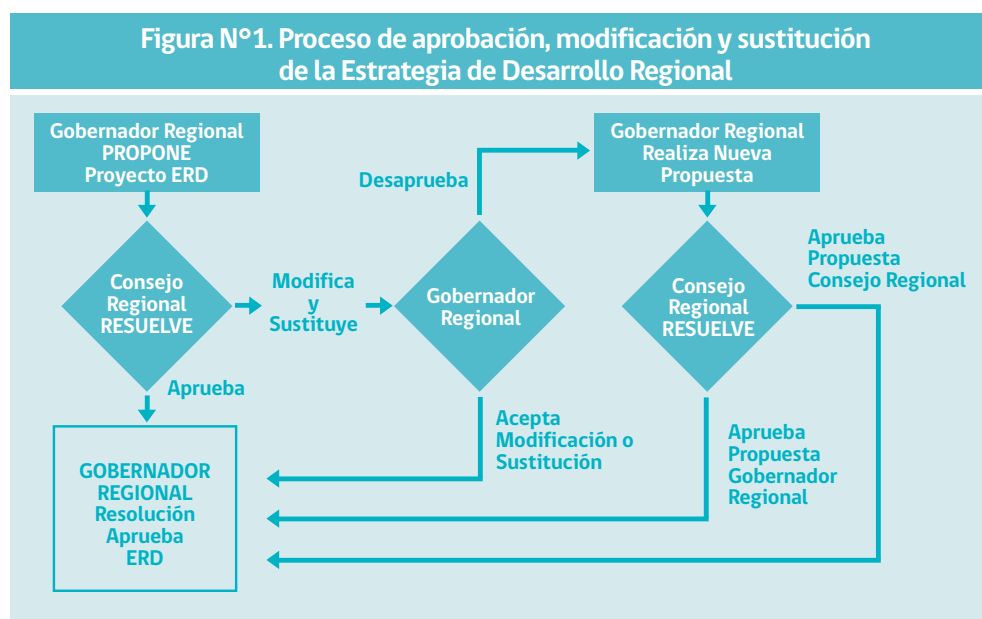 Figura N°1. Proceso de aprobación, modificación y sustitución
de la Estrategia de Desarrollo Regional
Gobernador Regional
PROPONE
Proyecto ERD
Consejo
Regional
RESUELVE
Modifica
y
Sustituye
Aprueba
Gobernador
Regional
Desaprueba
Acepta
Modificación o
Sustitución
Gobernador Regional
Realiza Nueva
Propuesta
Consejo
Regional
RESUELVE
Aprueba
Propuesta
Consejo Regional
Aprueba
Propuesta
Gobernador
Regional
GOBERNADOR
REGIONAL
Resolución
Aprueba
ERD